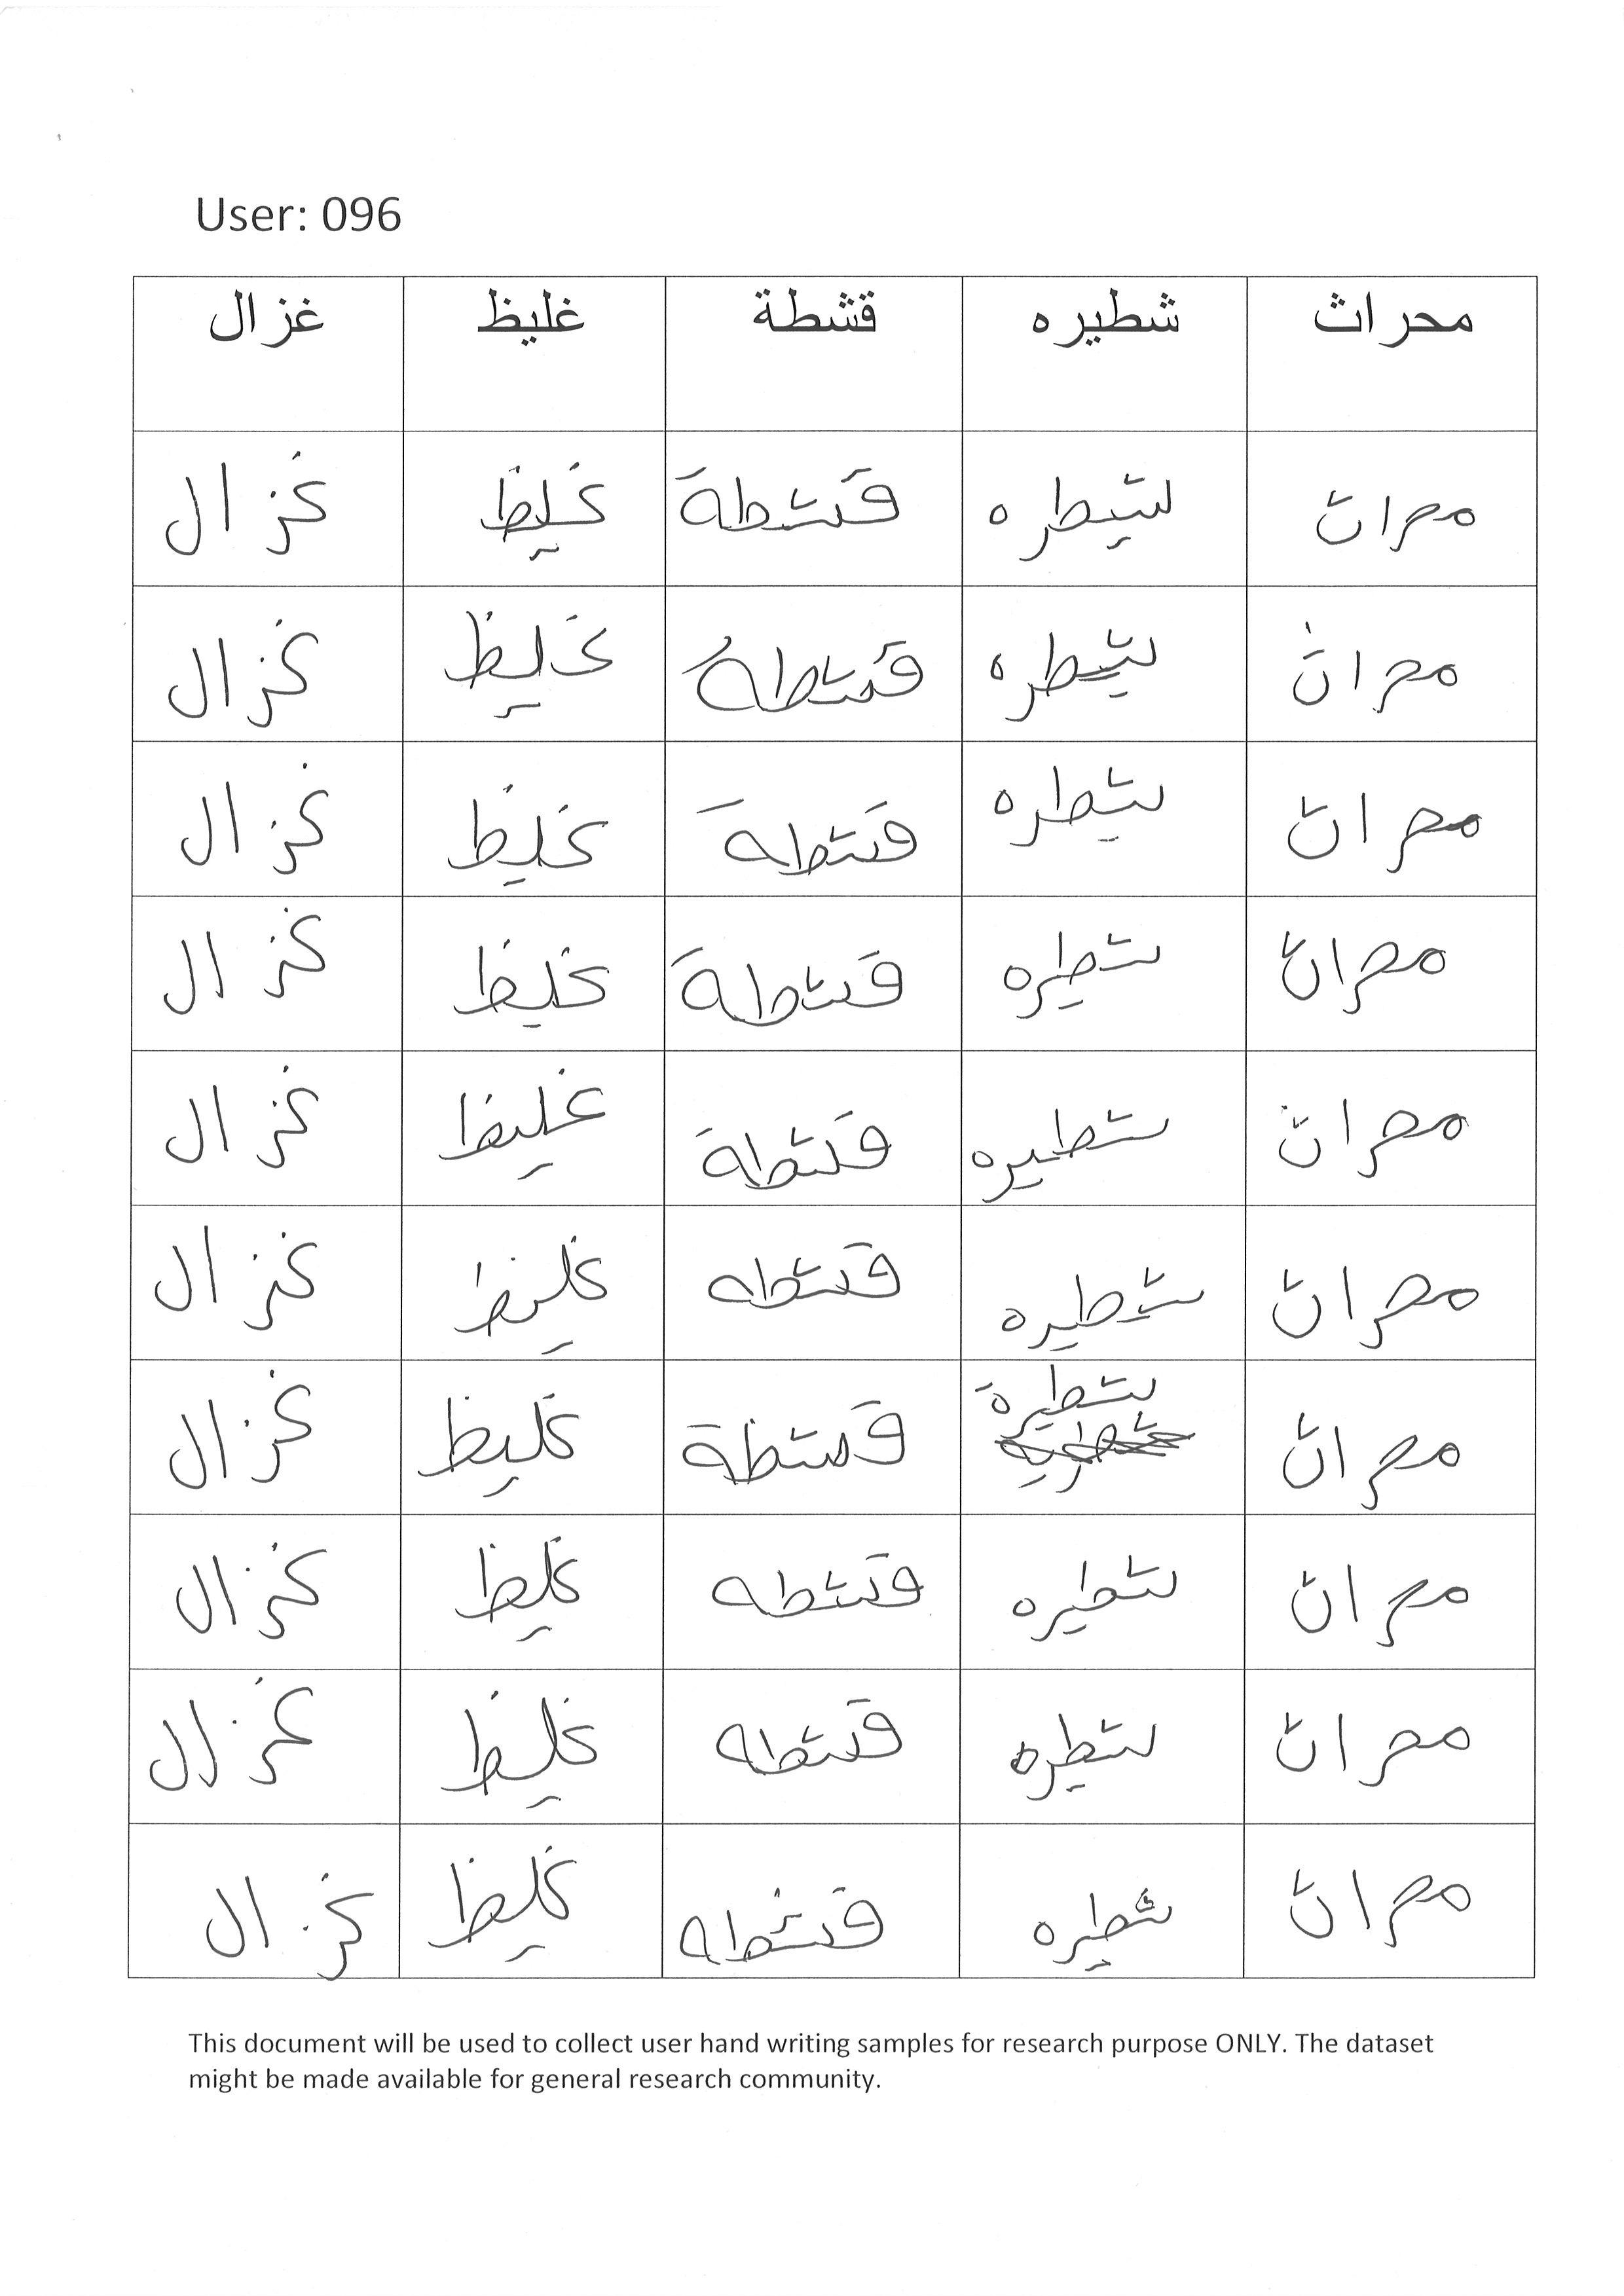 User: 096
محراث شطيره قشطة غليظ غزال
محراث شطيره قشطة غليظ غزال
محراث شطيره قشطة غليظ غزال
محراث شطيره قشطة غليظ غزال
محراث شطيره قشطة غليظ غزال
محراث شطيره قشطة غليظ غزال
محراث شطيره قشطه غليظ غزال
محراث شطيرة قشطة غليظ غزال
محراث شطيره قشطه غليظ غزال
محراث شطيره قشطه غليظ غزال
محراث شطيره قشطه غليظ غزال
This document will be used to collect user hand writing samples for research purpose ONLY. The dataset
might be made available for general research community.